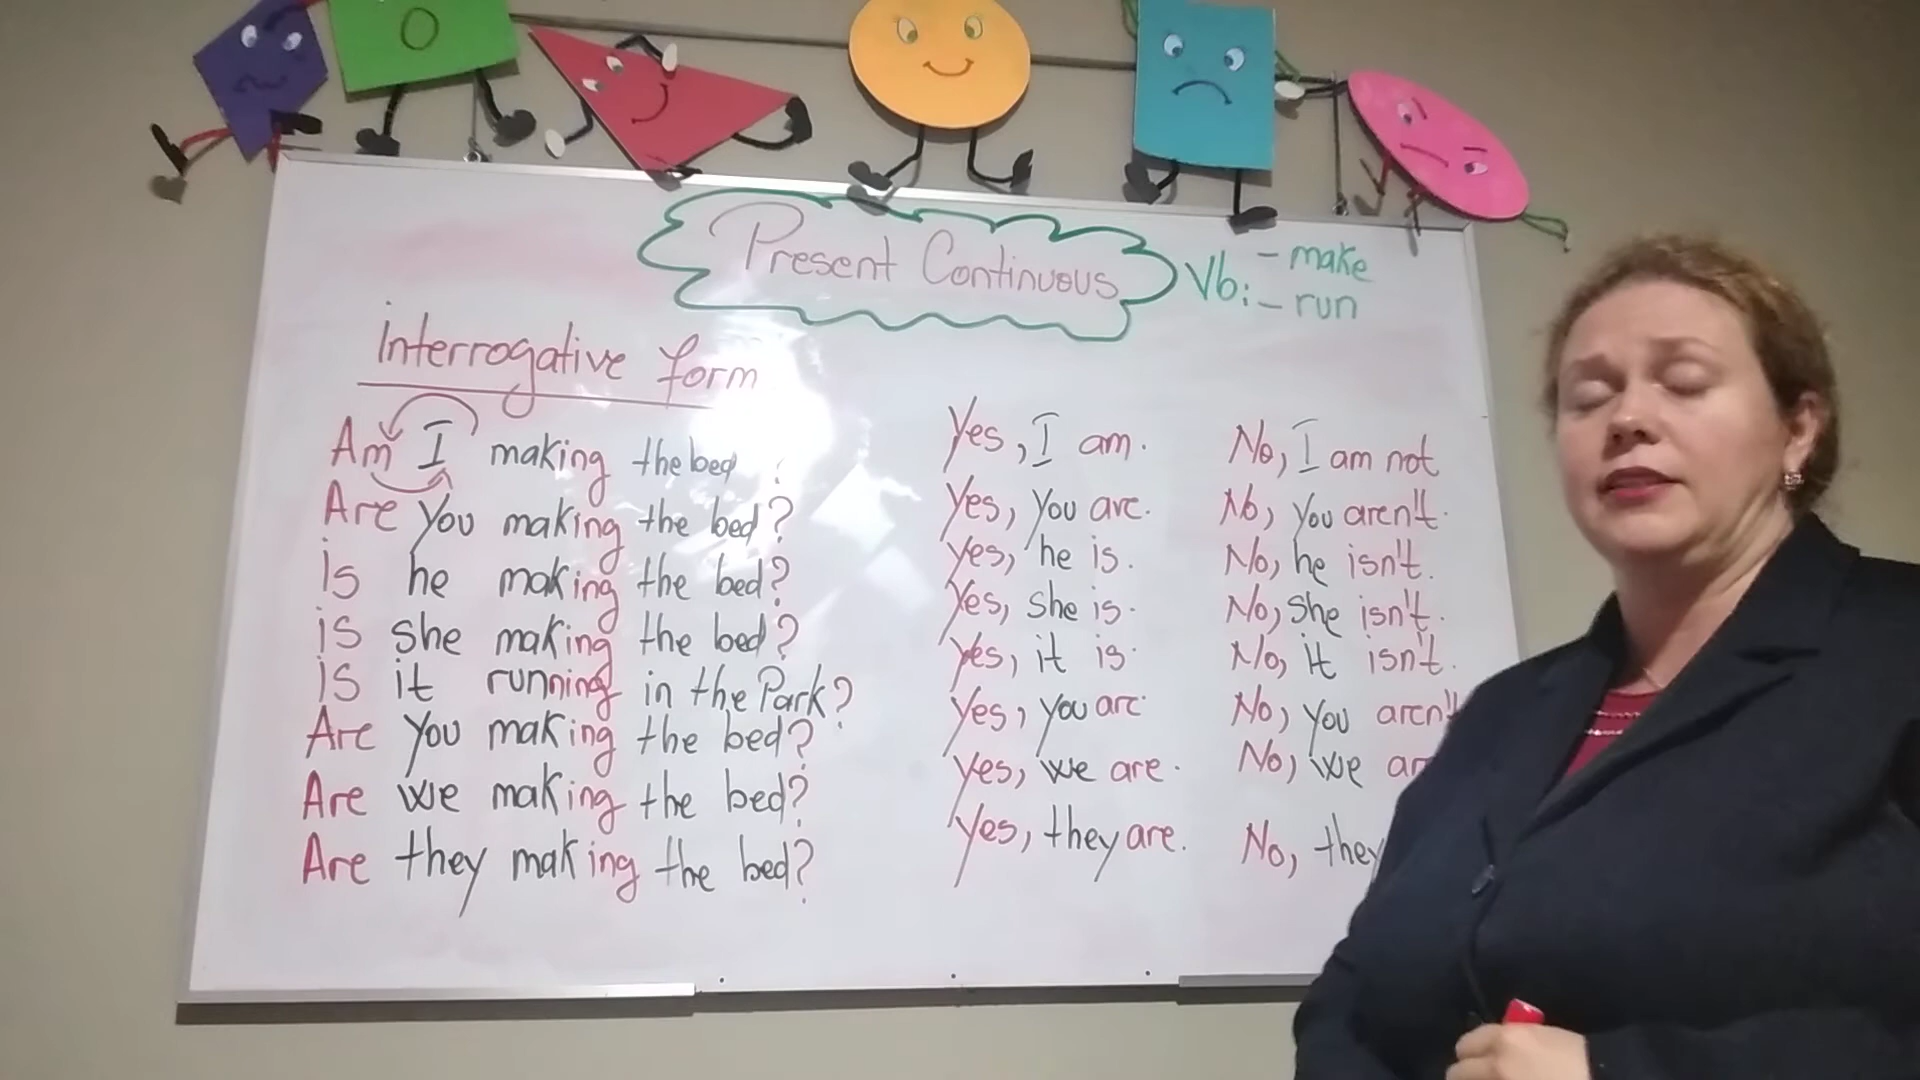 Present Continuous
Vb: - make
- run
Interrogative form
Am I making the bed ?
Yes, I am.
No, I am not
Are you making the bed?
Yes, you are.
No, you aren't.
is he making the bed?
Yes, he is.
No, he isn't.
is she making the bed?
Yes, she is.
No, she isn't.
is it running in the Park?
Yes, it is.
No, it isn't.
Are you making the bed?
Yes, you are
No, you aren't
Are we making the bed?
Yes, we are.
No, we
Are they making the bed?
Yes, they are.
No, they